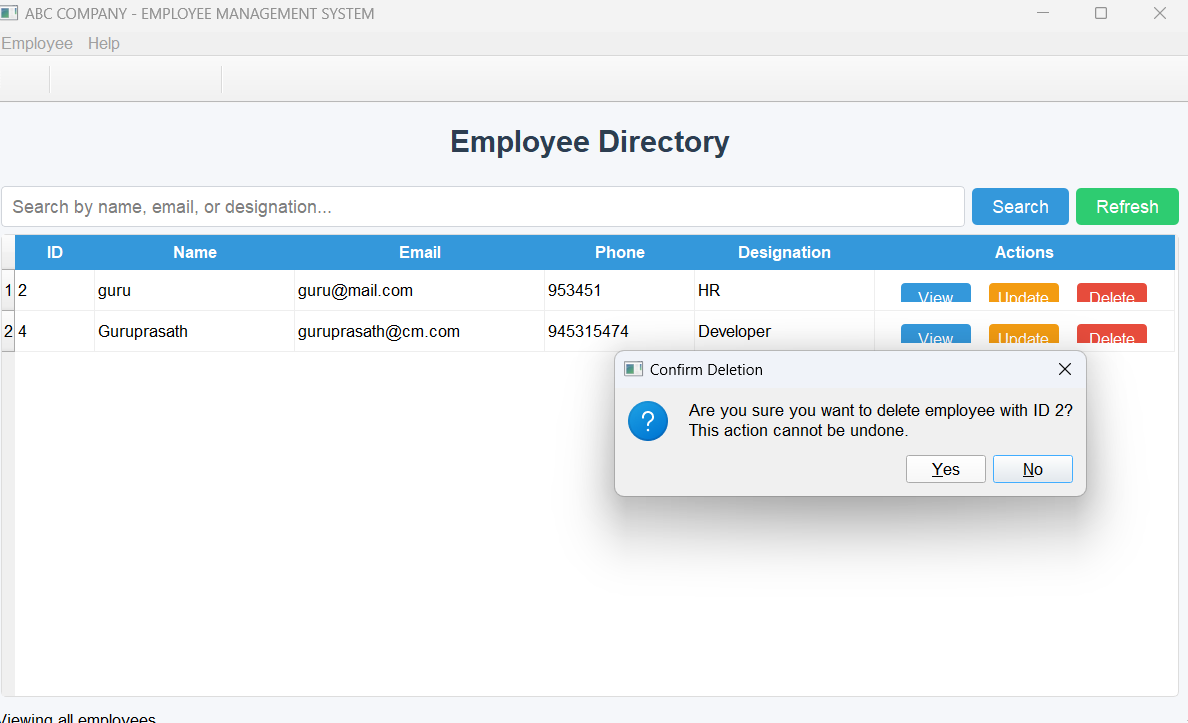 ABC COMPANY - EMPLOYEE MANAGEMENT SYSTEM
Employee Help
Employee Directory
Search by name, email, or designation... Search Refresh
ID Name Email Phone Designation Actions
1 2 guru guru@mail.com 953451 HR View Update Delete
2 4 Guruprasath guruprasath@cm.com 945315474 Developer View Update Delete
Confirm Deletion
Are you sure you want to delete employee with ID 2?
This action cannot be undone.
Yes No
Viewing all employees